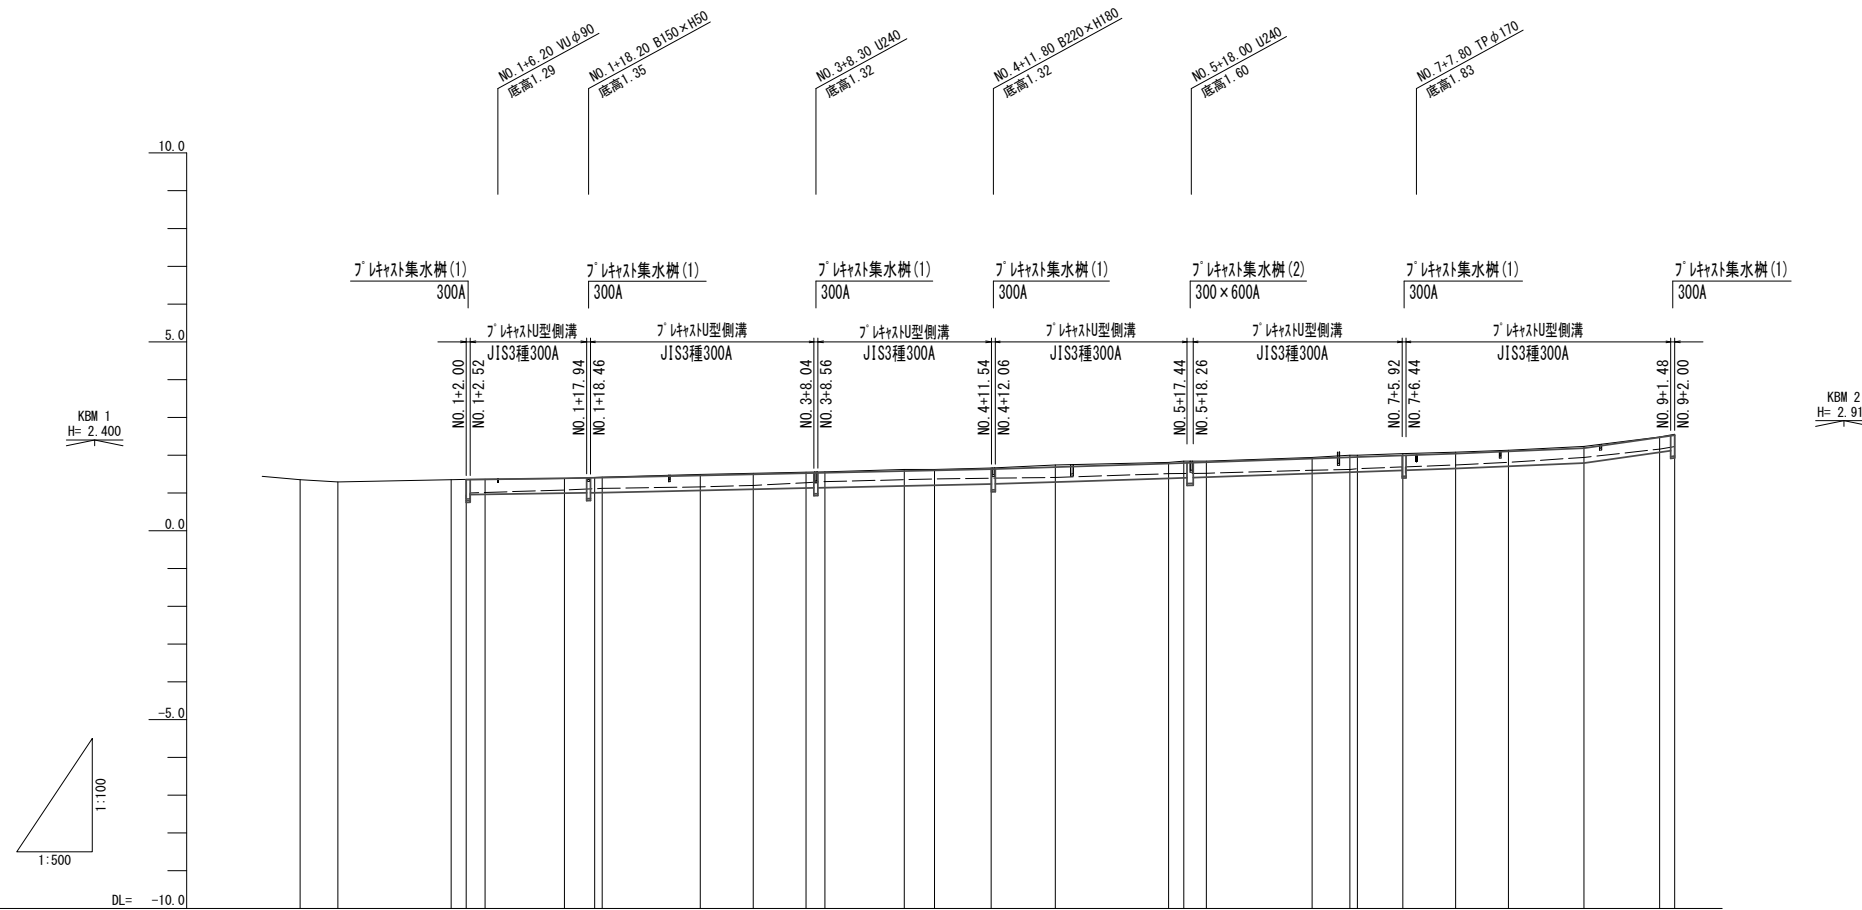 NO.1+6.20 VUφ90
底高1.29
NO.1+18.20 B150×H50
底高1.35
NO.3+8.30 U240
底高1.32
NO.4+11.80 B220×H180
底高1.32
NO.5+18.00 U240
底高1.60
NO.7+7.80 TPφ170
底高1.83
10.0
プレキャスト集水桝(1)
300A
プレキャスト集水桝(1)
300A
プレキャスト集水桝(1)
300A
プレキャスト集水桝(1)
300A
プレキャスト集水桝(2)
300×600A
プレキャスト集水桝(1)
300A
プレキャスト集水桝(1)
300A
5.0
プレキャストU型側溝
JIS3種300A
プレキャストU型側溝
JIS3種300A
プレキャストU型側溝
JIS3種300A
プレキャストU型側溝
JIS3種300A
プレキャストU型側溝
JIS3種300A
プレキャストU型側溝
JIS3種300A
NO.1+2.00
NO.1+2.52
NO.1+17.94
NO.1+18.46
NO.3+8.04
NO.3+8.56
NO.4+11.54
NO.4+12.06
NO.5+17.44
NO.5+18.26
NO.7+5.92
NO.7+6.44
NO.9+1.48
NO.9+2.00
KBM 1
H= 2.400
KBM 2
H= 2.91
0.0
-5.0
1:100
1:500
DL= -10.0